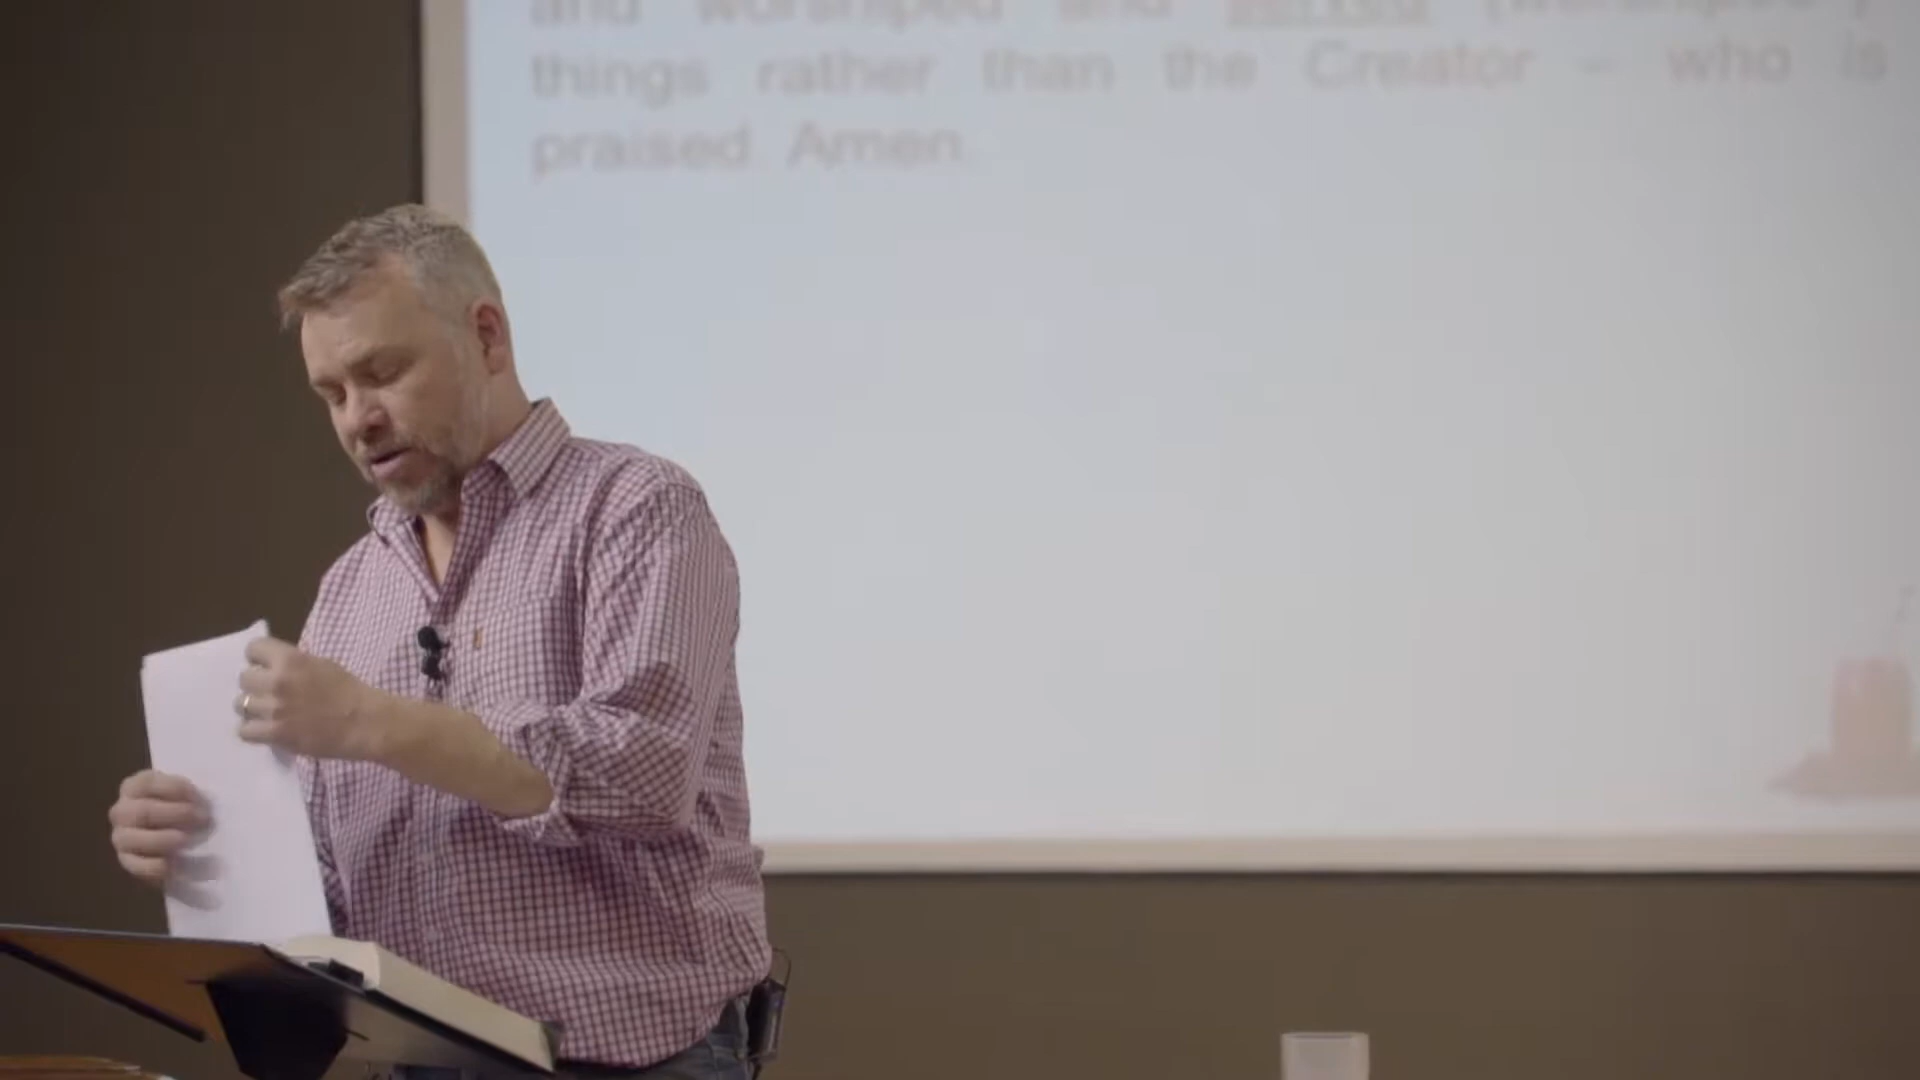 and worshiped and served (worshiped
things rather than the Creator – who is
praised. Amen.